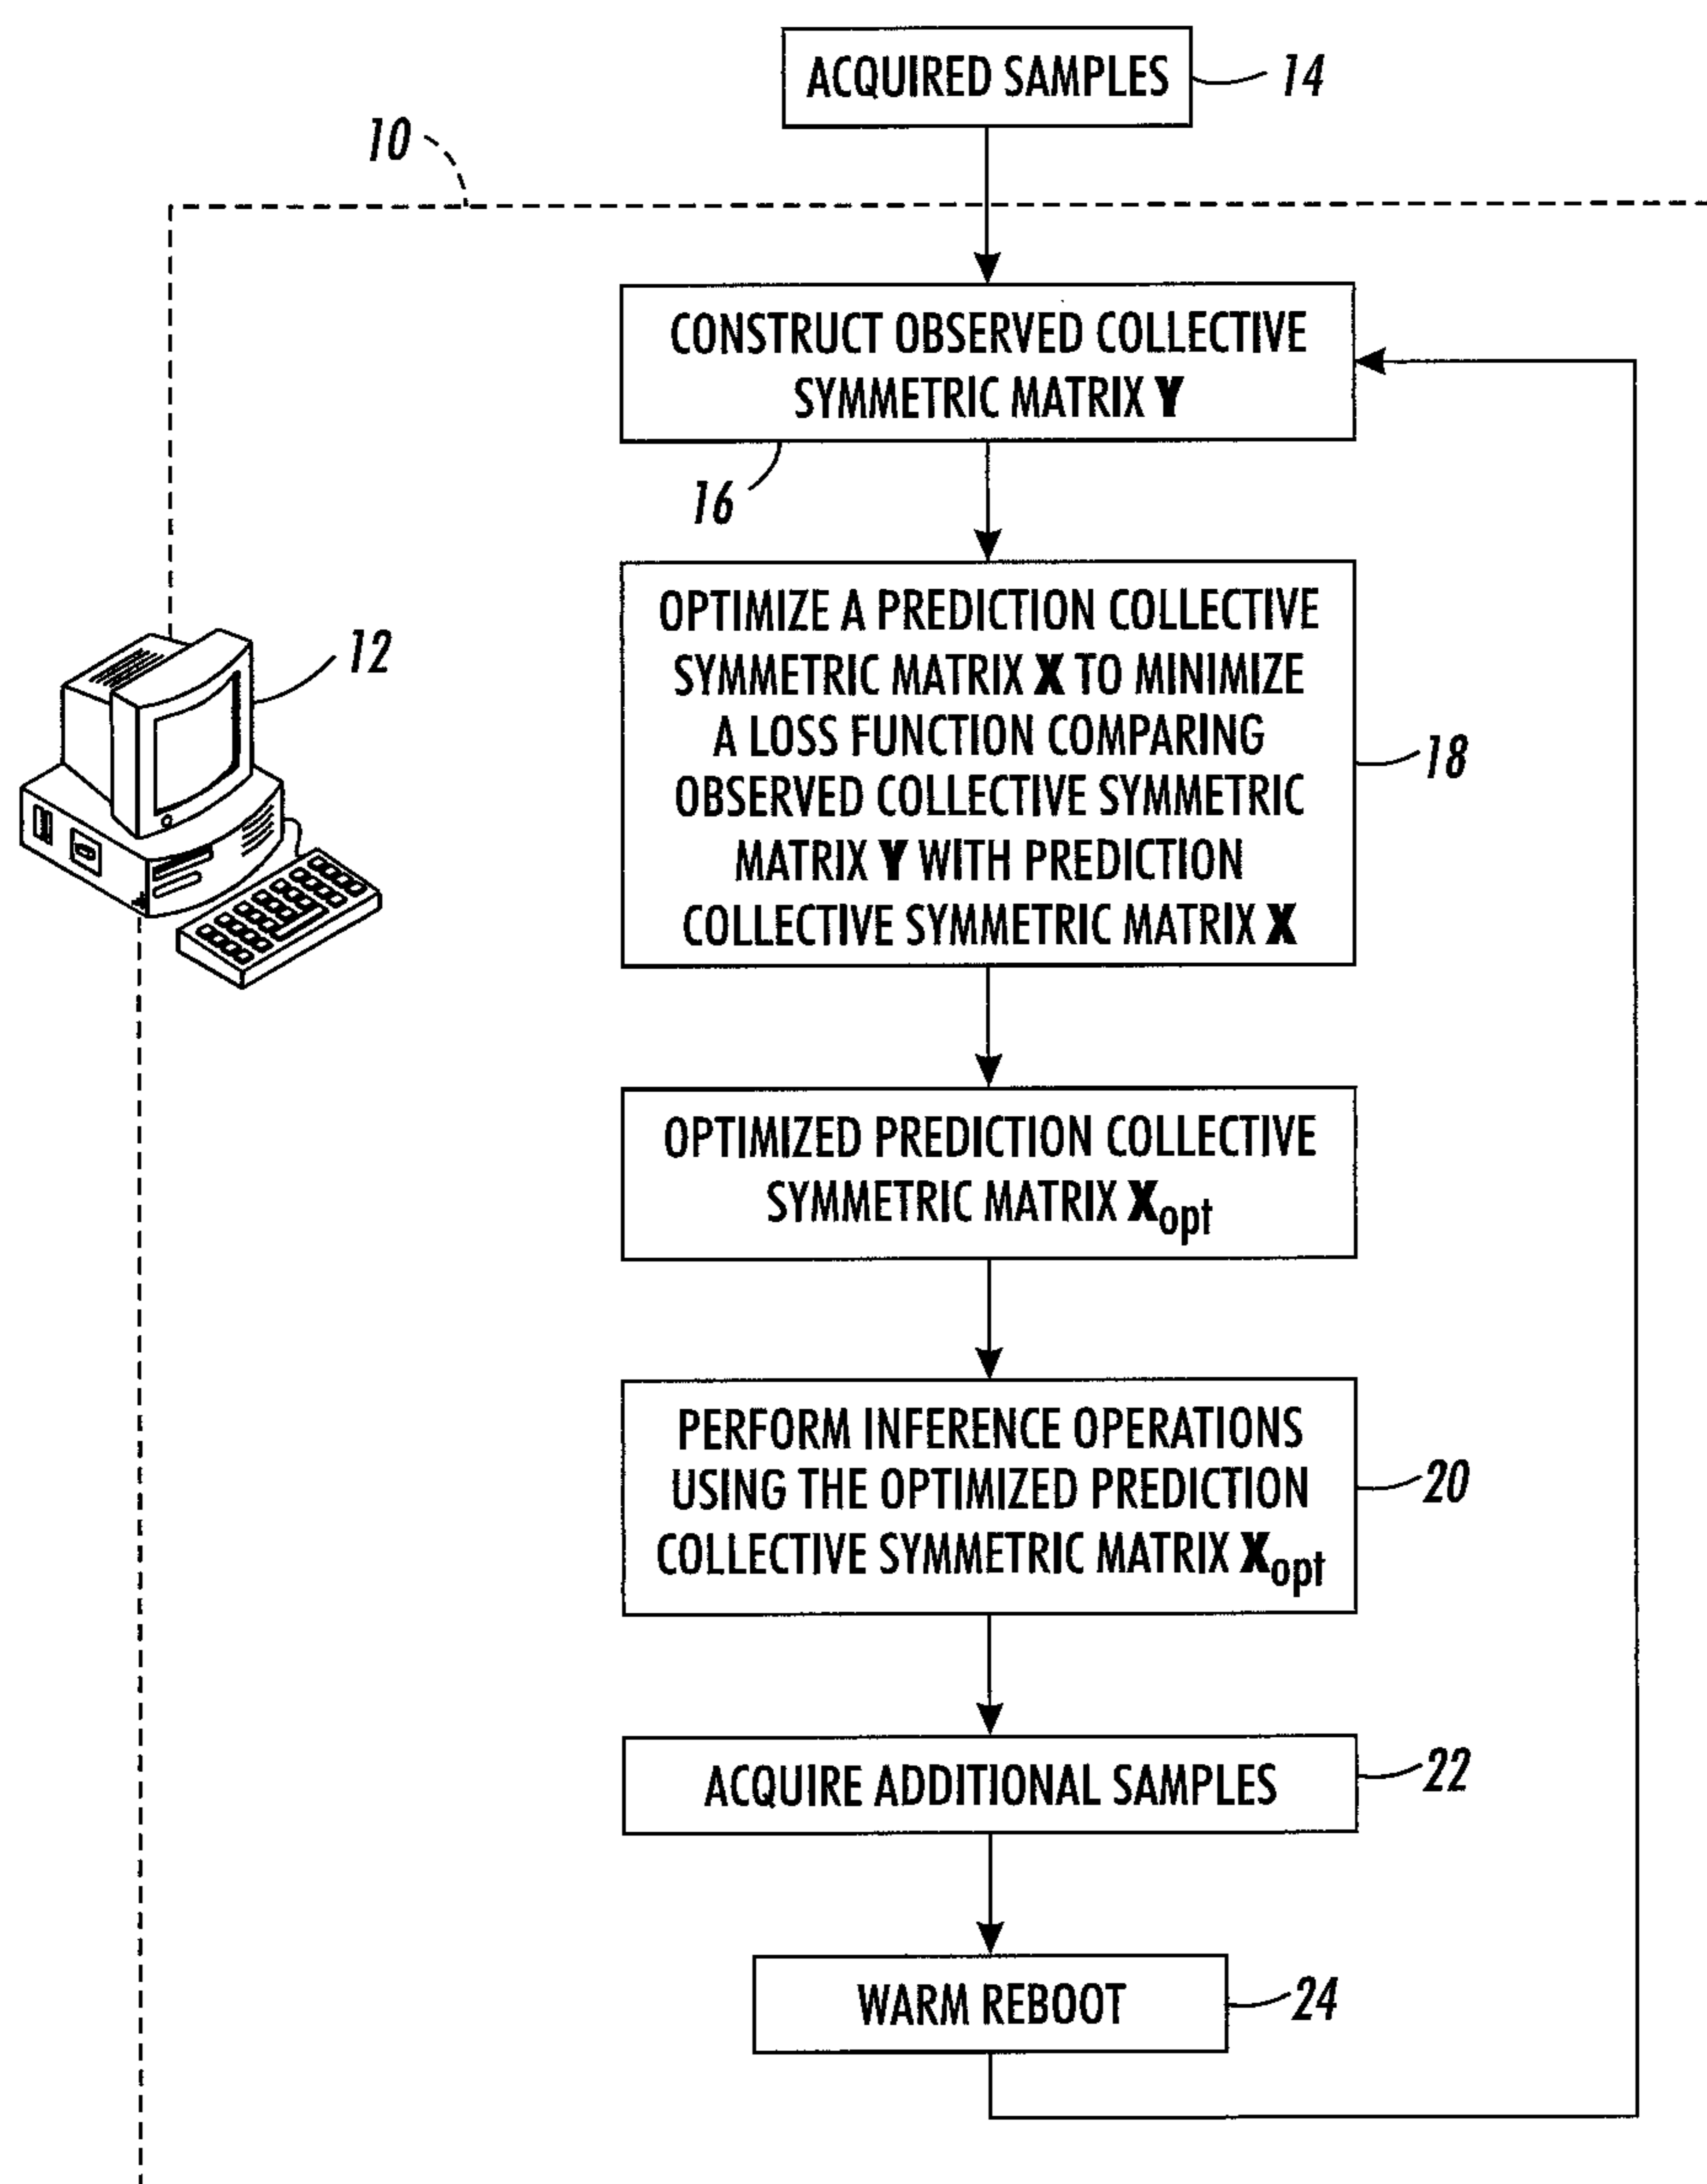 ACQUIRED SAMPLES
14
10
CONSTRUCT OBSERVED COLLECTIVE
SYMMETRIC MATRIX Y
16
OPTIMIZE A PREDICTION COLLECTIVE
SYMMETRIC MATRIX X TO MINIMIZE
A LOSS FUNCTION COMPARING
OBSERVED COLLECTIVE SYMMETRIC
MATRIX Y WITH PREDICTION
COLLECTIVE SYMMETRIC MATRIX X
12
18
OPTIMIZED PREDICTION COLLECTIVE
SYMMETRIC MATRIX Xopt
PERFORM INFERENCE OPERATIONS
USING THE OPTIMIZED PREDICTION
COLLECTIVE SYMMETRIC MATRIX Xopt
20
ACQUIRE ADDITIONAL SAMPLES
22
WARM REBOOT
24